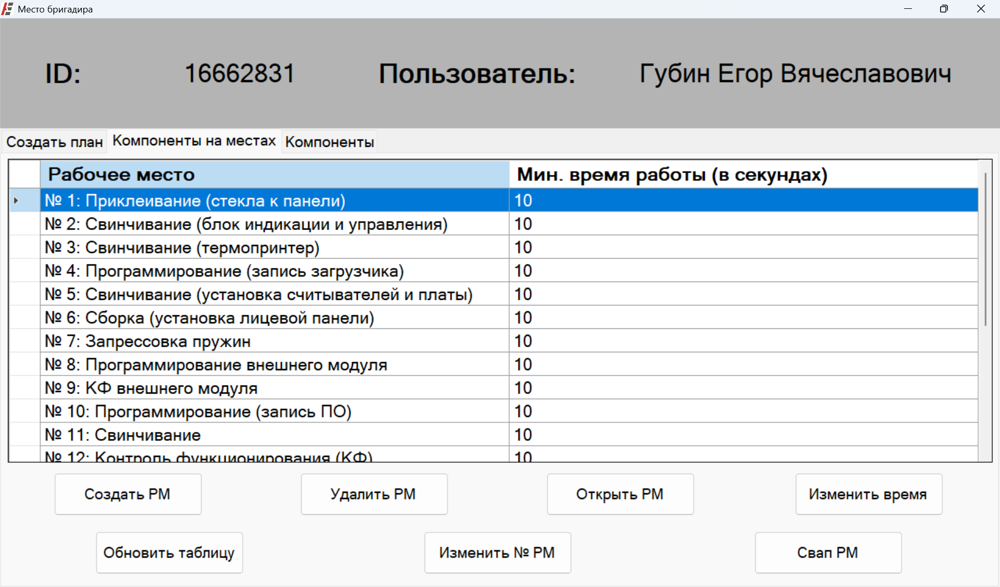 Место бригадира
ID: 16662831 Пользователь: Губин Егор Вячеславович
Создать план Компоненты на местах Компоненты
Рабочее место Мин. время работы (в секундах)
№ 1: Приклеивание (стекла к панели) 10
№ 2: Свинчивание (блок индикации и управления) 10
№ 3: Свинчивание (термопринтер) 10
№ 4: Программирование (запись загрузчика) 10
№ 5: Свинчивание (установка считывателей и платы) 10
№ 6: Сборка (установка лицевой панели) 10
№ 7: Запрессовка пружин 10
№ 8: Программирование внешнего модуля 10
№ 9: КФ внешнего модуля 10
№ 10: Программирование (запись ПО) 10
№ 11: Свинчивание 10
№ 12: Контроль функционирования (КФ) 10
Создать РМ Удалить РМ Открыть РМ Изменить время
Обновить таблицу Изменить № РМ Свап РМ